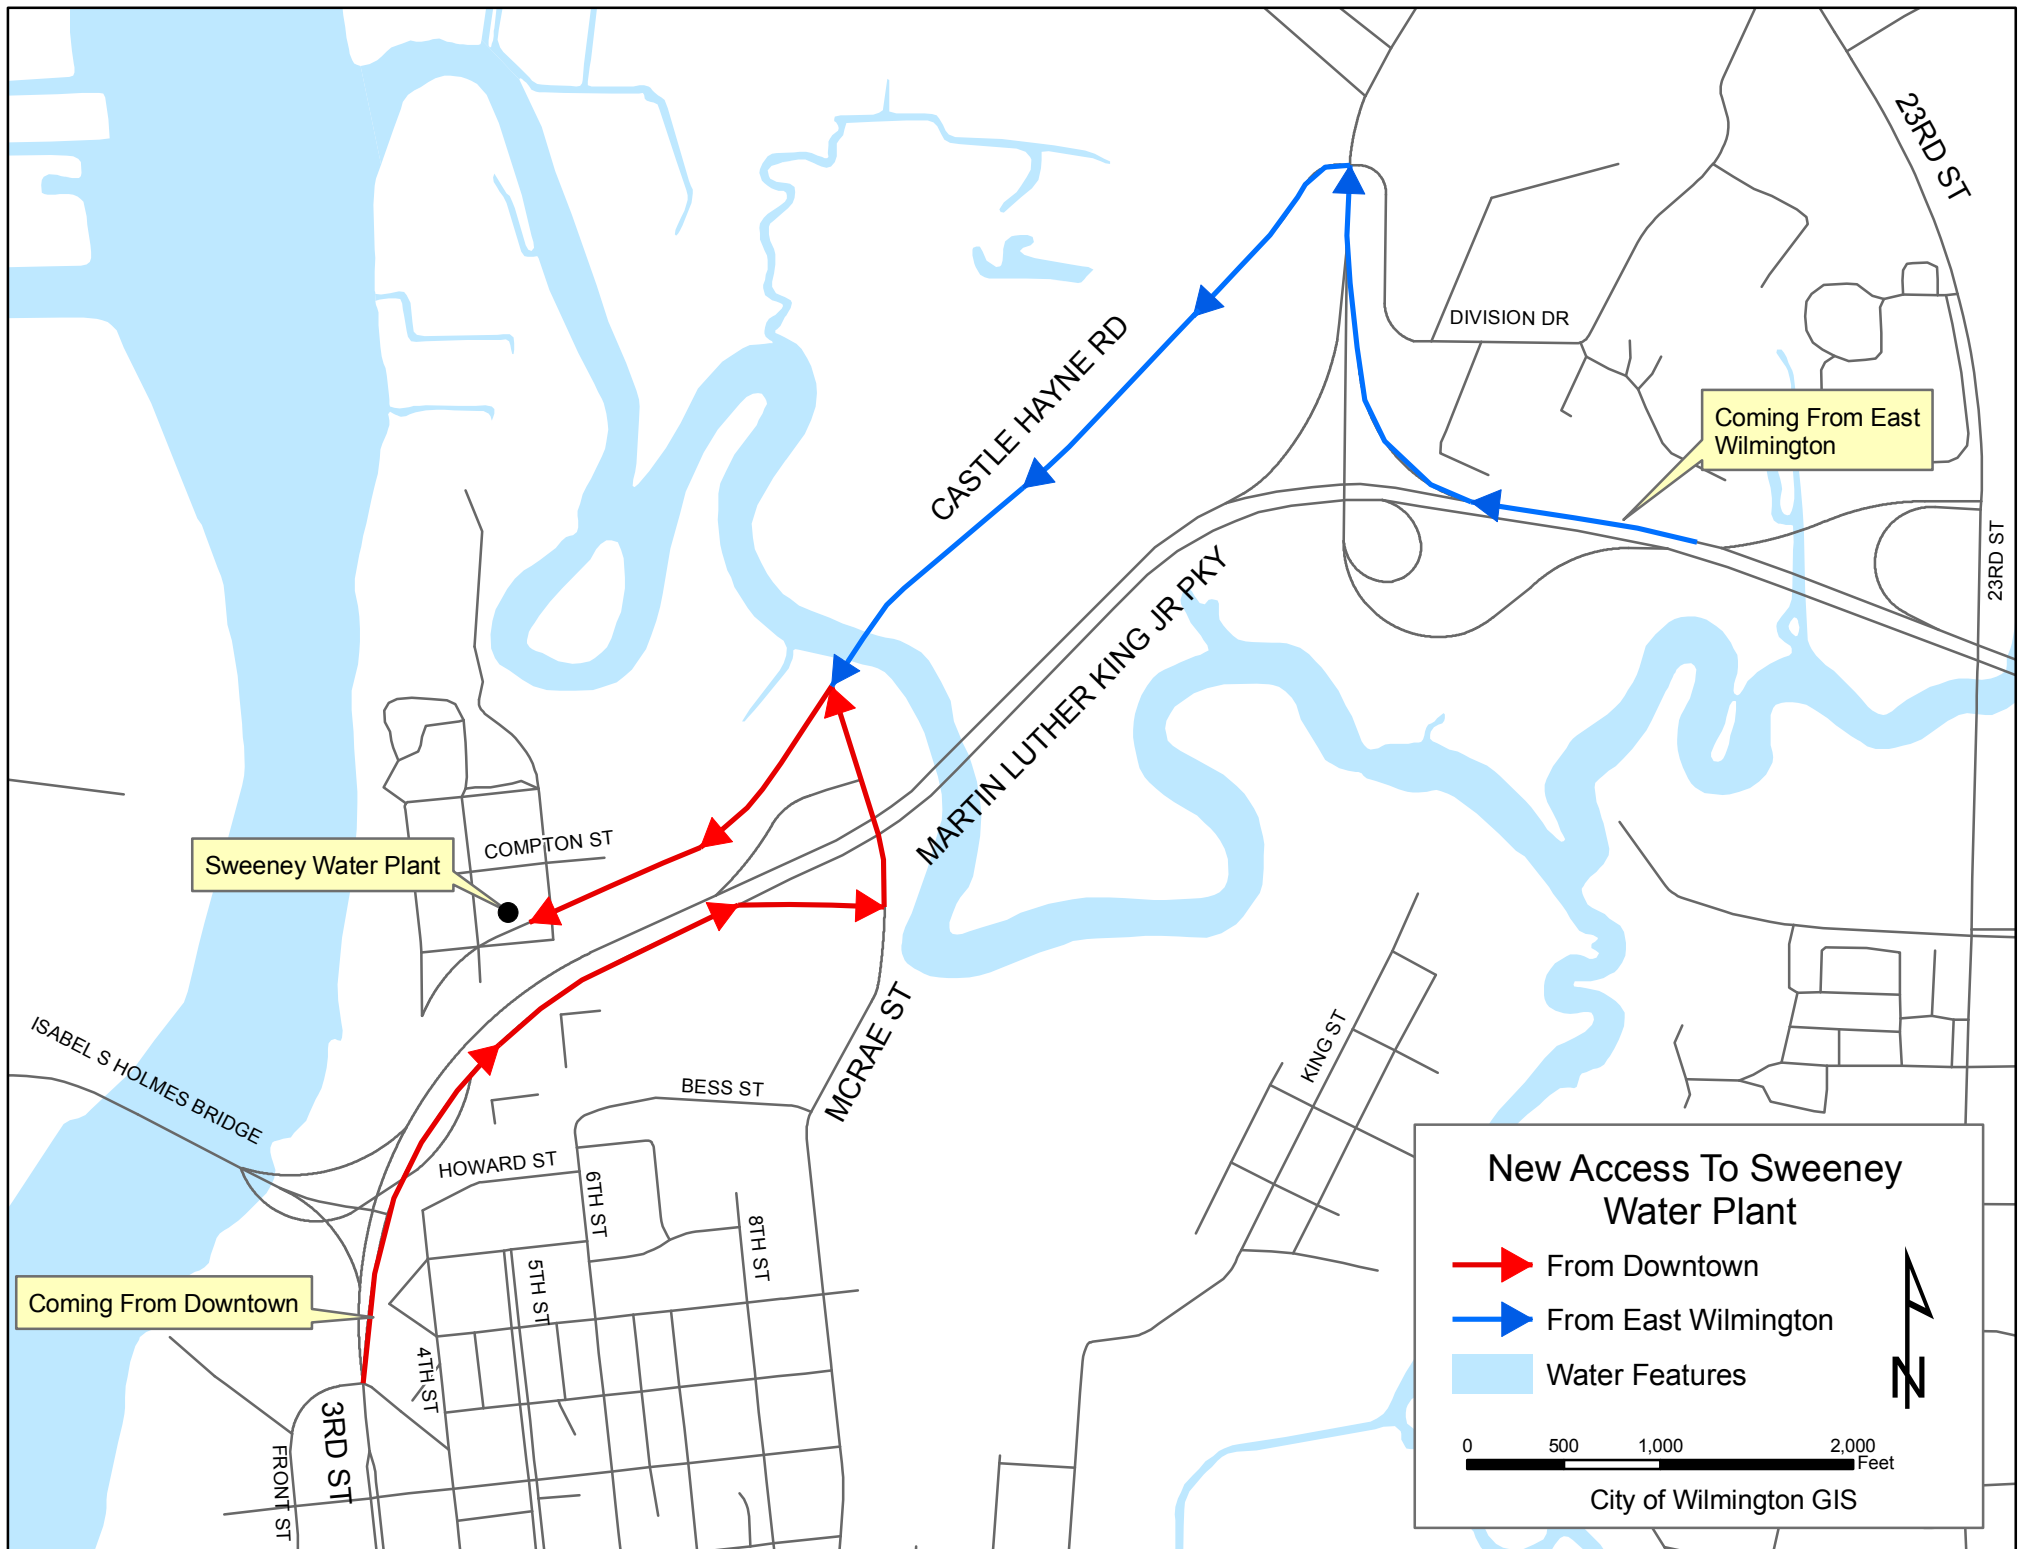 23RD ST
DIVISION DR
CASTLE HAYNE RD
Coming From East
Wilmington
23RD ST
MARTIN LUTHER KING JR PKY
COMPTON ST
Sweeney Water Plant
MCRAE ST
ISABEL S HOLMES BRIDGE
KING ST
BESS ST
HOWARD ST
6TH ST
8TH ST
5TH ST
Coming From Downtown
4TH ST
3RD ST
FRONT ST
New Access To Sweeney
Water Plant
From Downtown
From East Wilmington
Water Features
N
0 500 1,000 2,000
Feet
City of Wilmington GIS